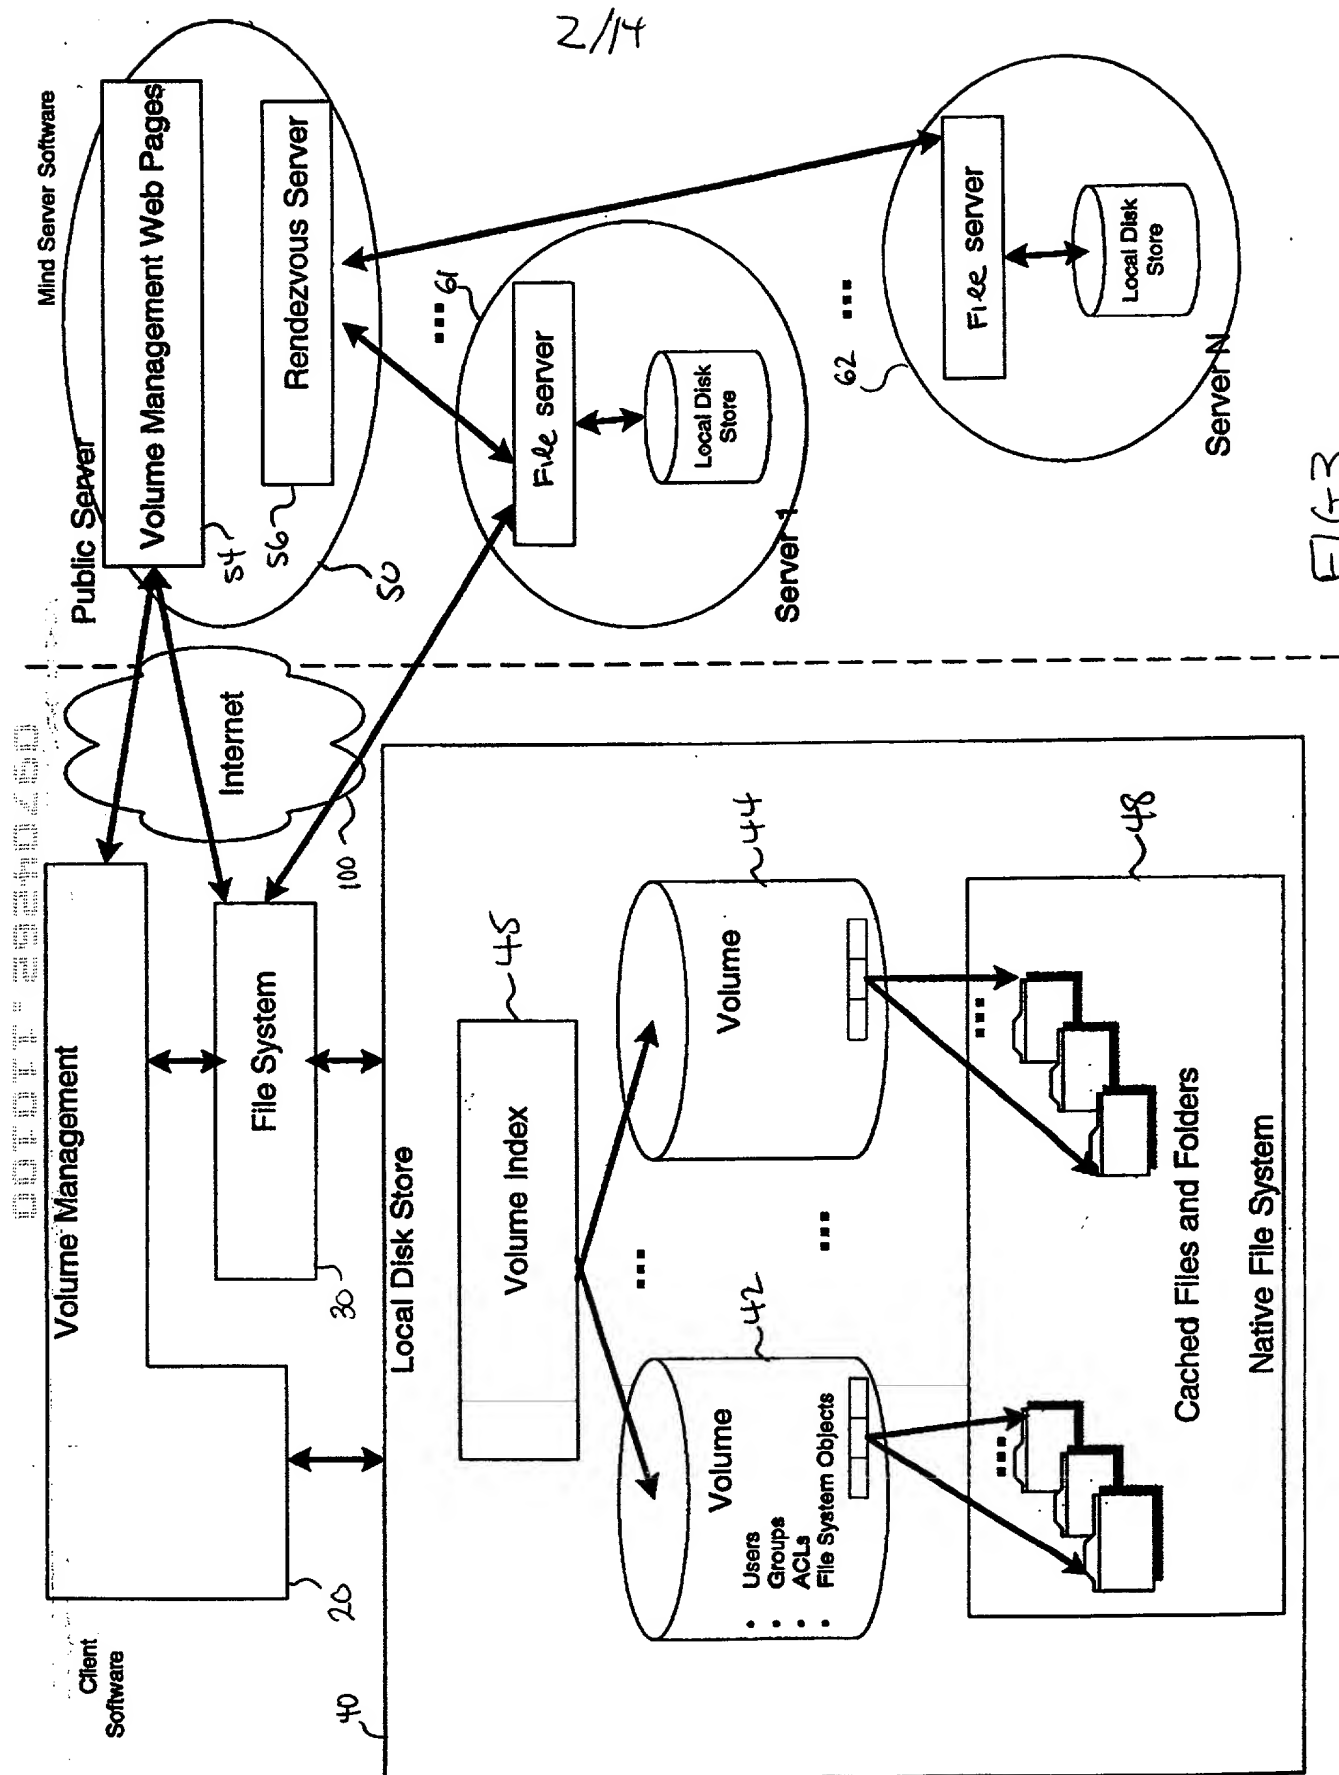 2/14
Client
Software
Mind Server Software
Public Server
Volume Management Web Pages
54
Rendezvous Server
56
50
Volume Management
20
File System
30
Internet
100
40
Local Disk Store
Volume Index
45
...
Volume
• Users
• Groups
• ACLs
• File System Objects
42
...
Volume
44
...
...
Cached Files and Folders
Native File System
48
...
61
File server
Local Disk
Store
Server 1
...
62
File server
Local Disk
Store
Server N
FIG 3